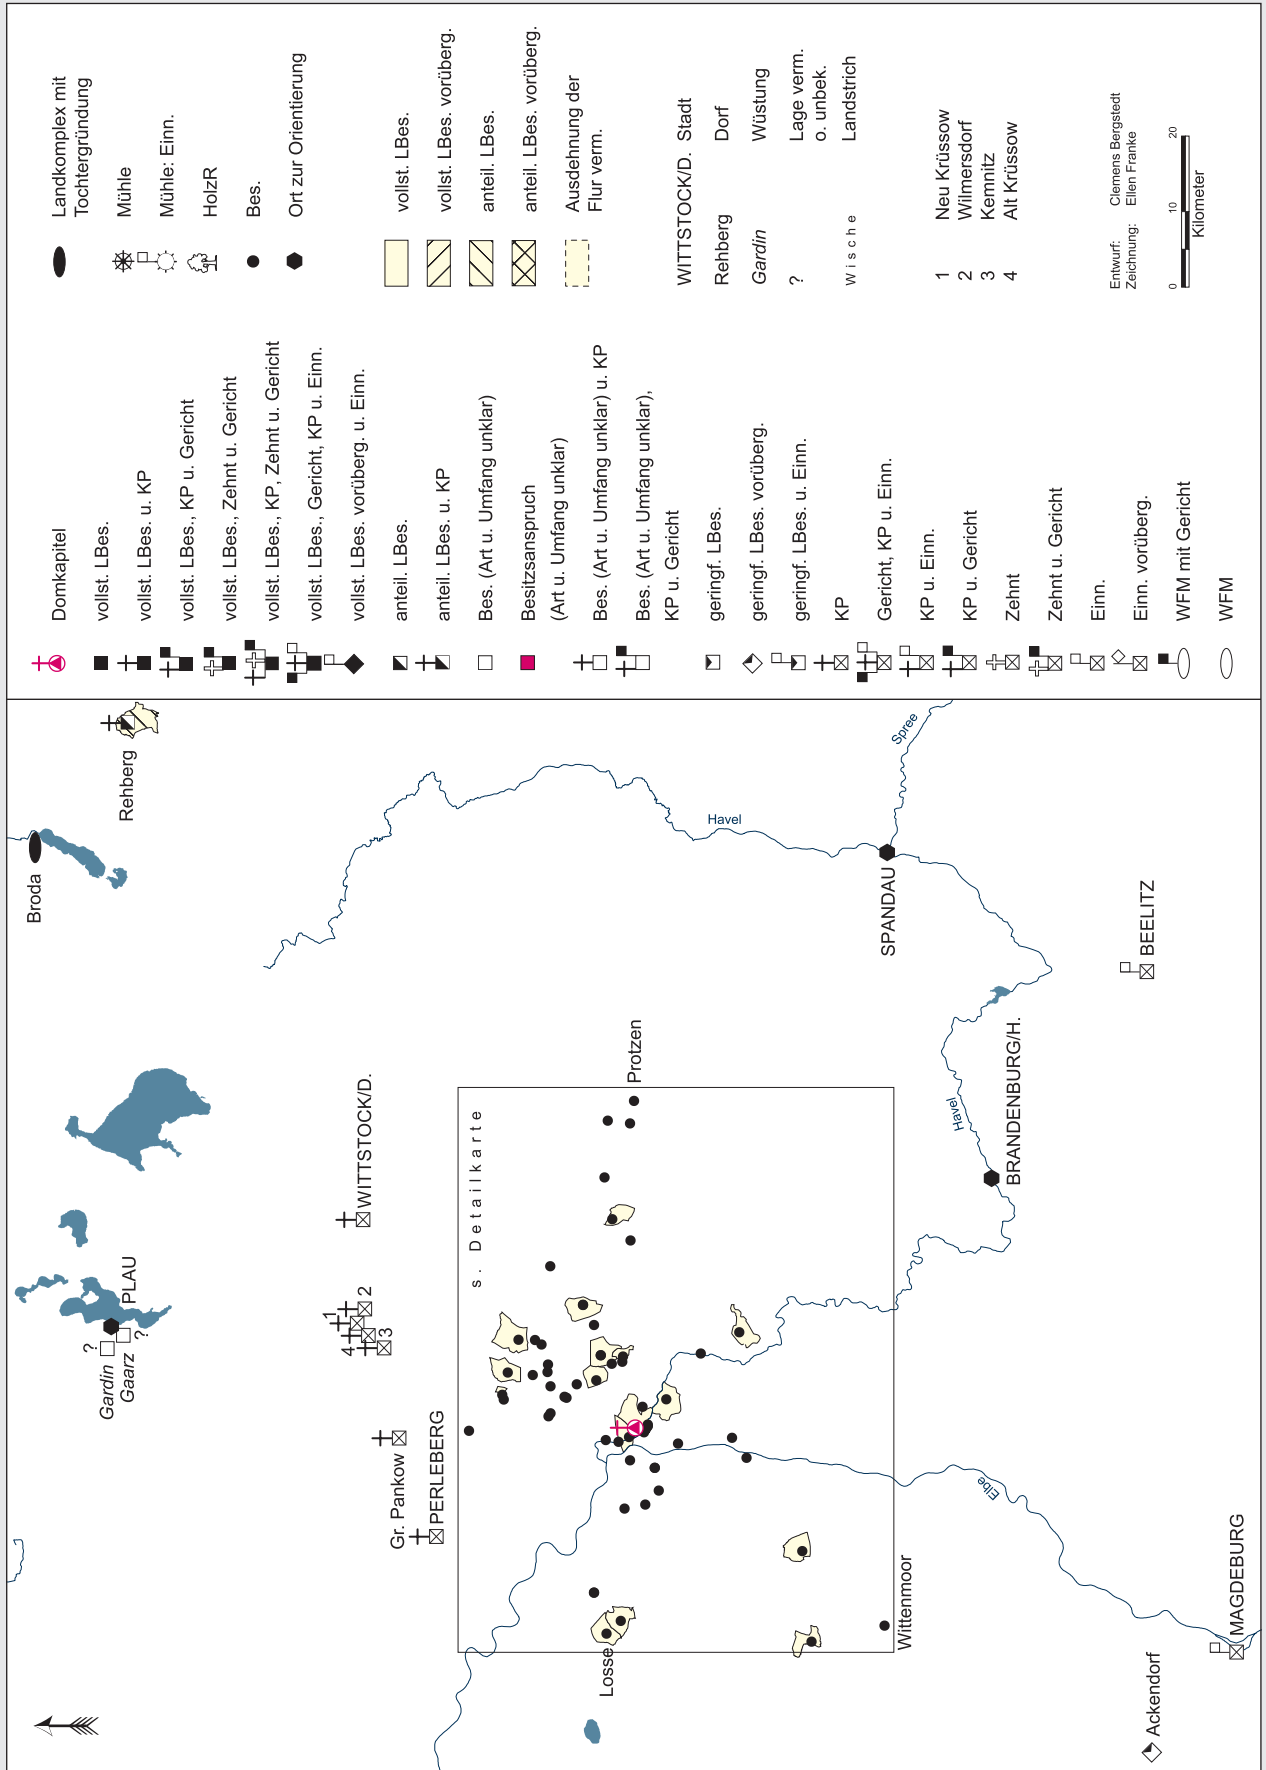 Broda
Rehberg
Gardin
?
Gaarz
?
PLAU
WITTSTOCK/D.
1
2
4
3
Gr. Pankow
PERLEBERG
s. Detailkarte
Protzen
Losse
Wittenmoor
Havel
Spree
SPANDAU
Havel
BRANDENBURG/H.
BEELITZ
Elbe
MAGDEBURG
Ackendorf
Domkapitel
vollst. LBes.
vollst. LBes. u. KP
vollst. LBes., KP u. Gericht
vollst. LBes., Zehnt u. Gericht
vollst. LBes., KP, Zehnt u. Gericht
vollst. LBes., Gericht, KP u. Einn.
vollst. LBes. vorüberg. u. Einn.
anteil. LBes.
anteil. LBes. u. KP
Bes. (Art u. Umfang unklar)
Besitzsanspruch
(Art u. Umfang unklar)
Bes. (Art u. Umfang unklar) u. KP
Bes. (Art u. Umfang unklar),
KP u. Gericht
geringf. LBes.
geringf. LBes. vorüberg.
geringf. LBes. u. Einn.
KP
Gericht, KP u. Einn.
KP u. Einn.
KP u. Gericht
Zehnt
Zehnt u. Gericht
Einn.
Einn. vorüberg.
WFM mit Gericht
WFM
Landkomplex mit
Tochtergründung
Mühle
Mühle: Einn.
HolzR
Bes.
Ort zur Orientierung
vollst. LBes.
vollst. LBes. vorüberg.
anteil. LBes.
anteil. LBes. vorüberg.
Ausdehnung der
Flur verm.
WITTSTOCK/D. Stadt
Rehberg Dorf
Gardin Wüstung
? Lage verm.
o. unbek.
Wische Landstrich
1 Neu Krüssow
2 Wilmersdorf
3 Kemnitz
4 Alt Krüssow
Entwurf: Clemens Bergstedt
Zeichnung: Ellen Franke
0 10 20
Kilometer